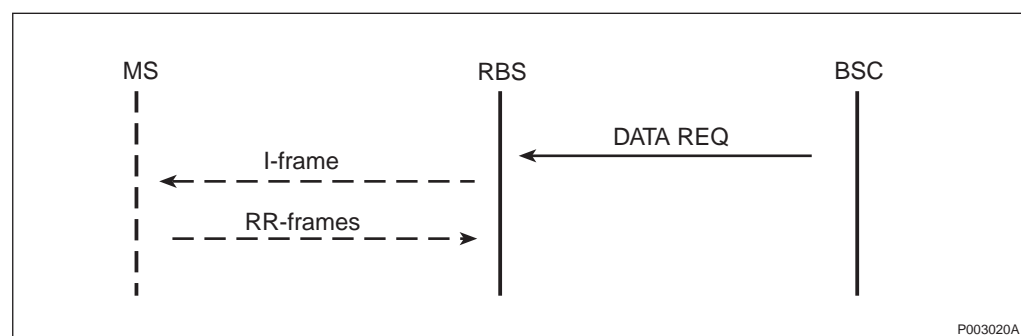 MS RBS BSC
DATA REQ
I-frame
RR-frames
P003020A